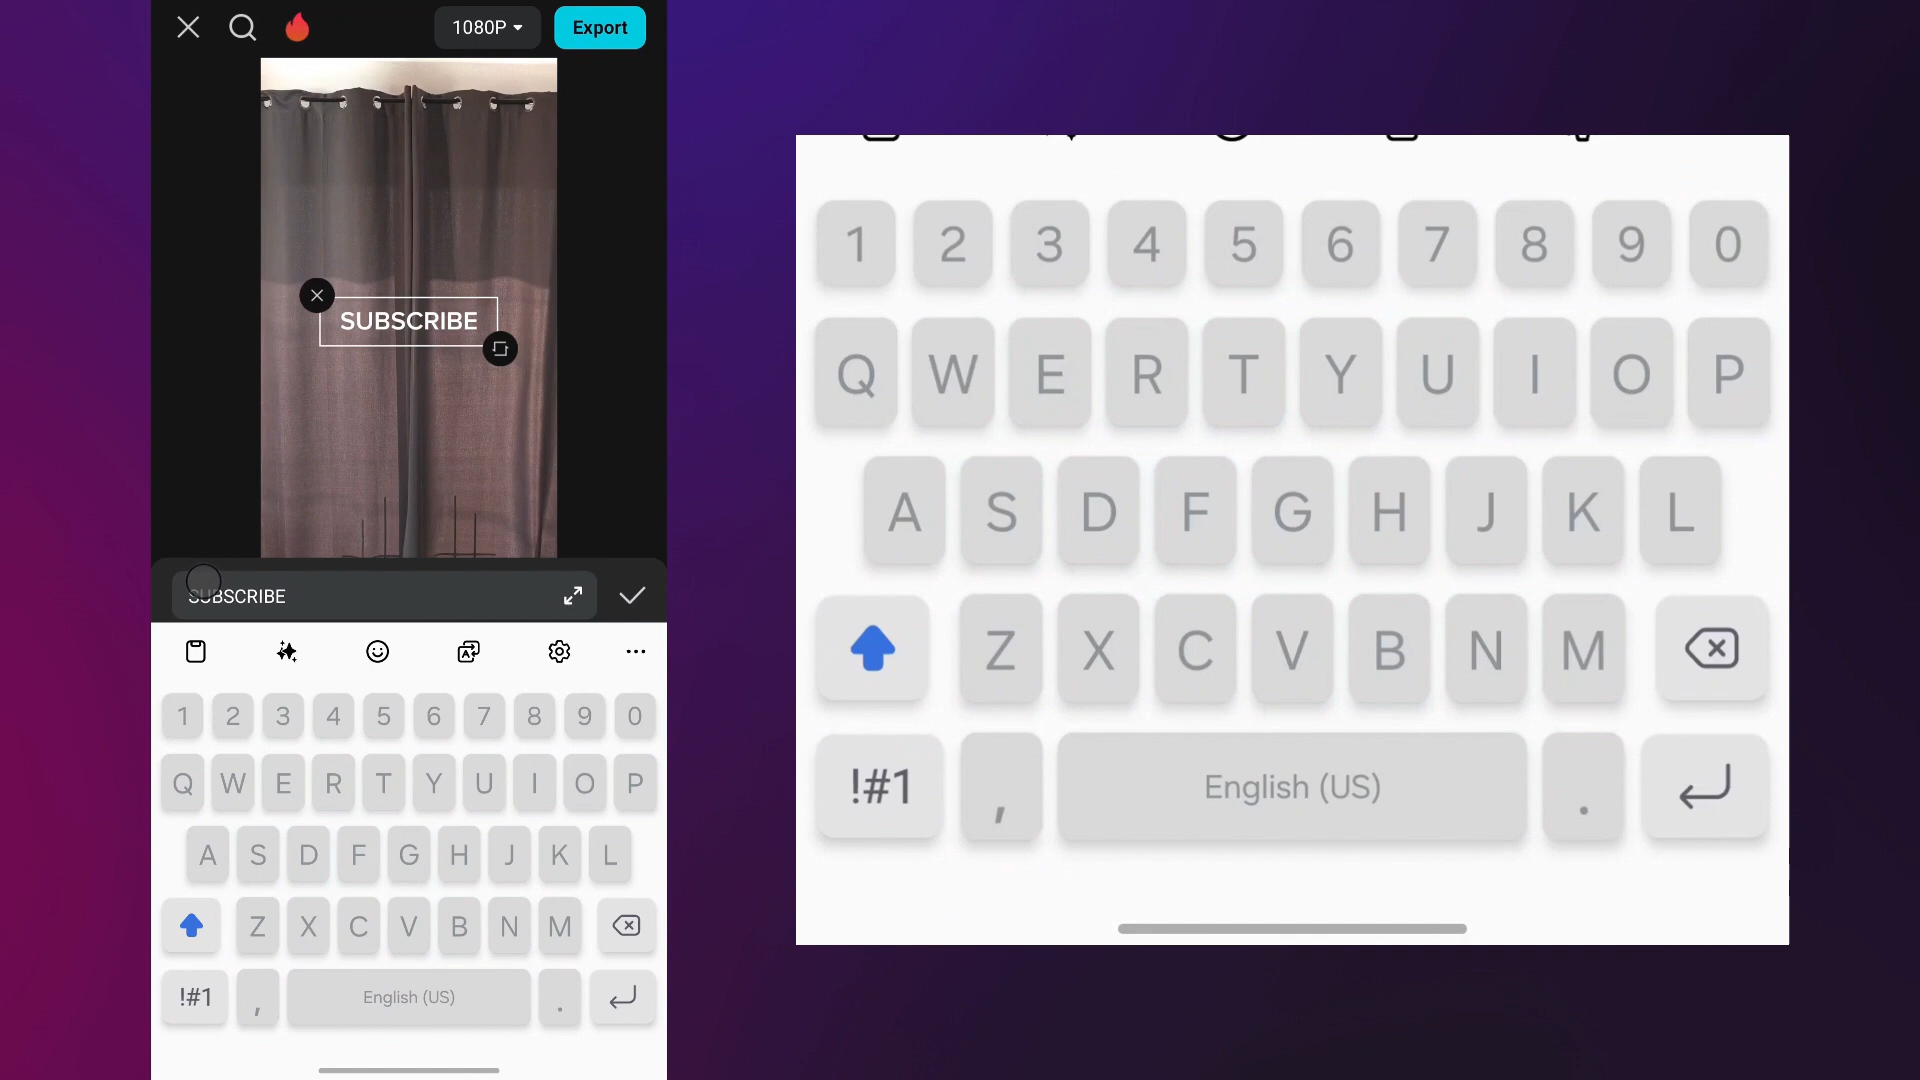 1080P
Export
SUBSCRIBE
SUBSCRIBE
1 2 3 4 5 6 7 8 9 0
Q W E R T Y U I O P
A S D F G H J K L
Z X C V B N M
!#1 , English (US) .
1 2 3 4 5 6 7 8 9 0
Q W E R T Y U I O P
A S D F G H J K L
Z X C V B N M
!#1 , English (US) .